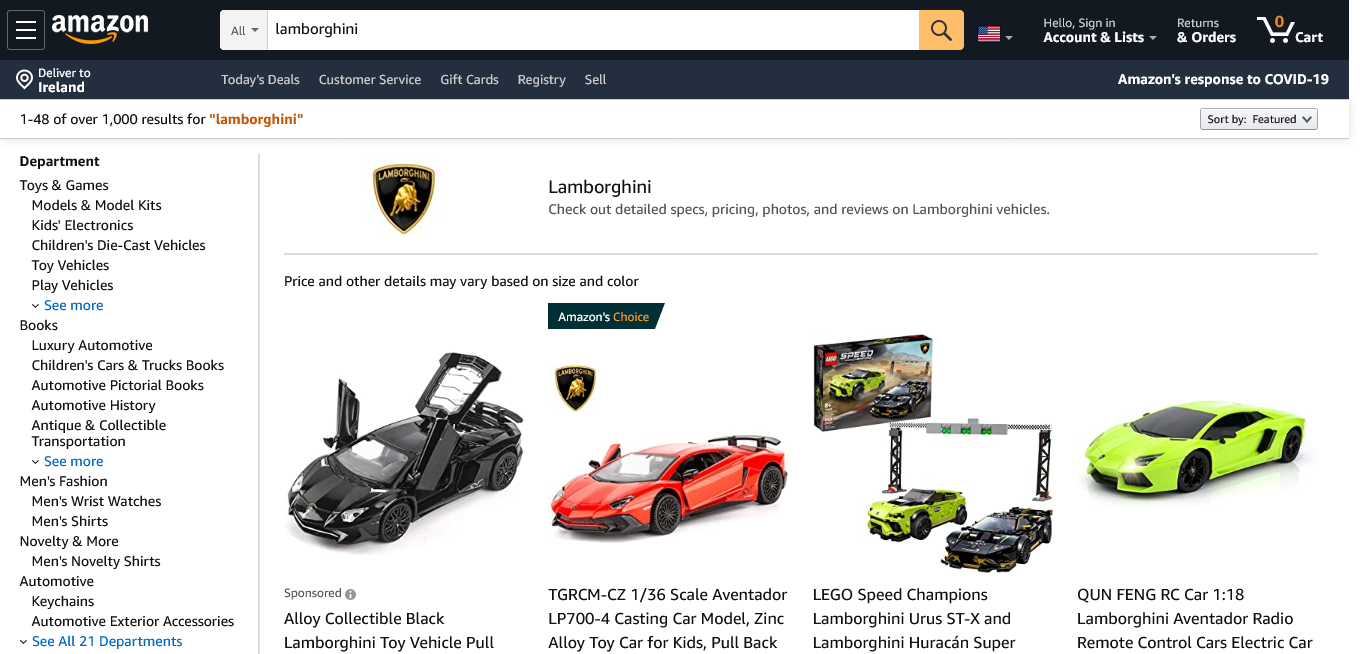 amazon
All
lamborghini
Hello, Sign in
Account & Lists
Returns
& Orders
0
Cart
Deliver to
Ireland
Today's Deals
Customer Service
Gift Cards
Registry
Sell
Amazon's response to COVID-19
1-48 of over 1,000 results for "lamborghini"
Sort by: Featured
Department
Toys & Games
Models & Model Kits
Kids' Electronics
Children's Die-Cast Vehicles
Toy Vehicles
Play Vehicles
See more
Books
Luxury Automotive
Children's Cars & Trucks Books
Automotive Pictorial Books
Automotive History
Antique & Collectible
Transportation
See more
Men's Fashion
Men's Wrist Watches
Men's Shirts
Novelty & More
Men's Novelty Shirts
Automotive
Keychains
Automotive Exterior Accessories
See All 21 Departments
LAMBORGHINI
Lamborghini
Check out detailed specs, pricing, photos, and reviews on Lamborghini vehicles.
Price and other details may vary based on size and color
Sponsored
Alloy Collectible Black
Lamborghini Toy Vehicle Pull
Amazon's Choice
LAMBORGHINI
TGRCM-CZ 1/36 Scale Aventador
LP700-4 Casting Car Model, Zinc
Alloy Toy Car for Kids, Pull Back
LEGO
SPEED
LEGO Speed Champions
Lamborghini Urus ST-X and
Lamborghini Huracán Super
QUN FENG RC Car 1:18
Lamborghini Aventador Radio
Remote Control Cars Electric Car